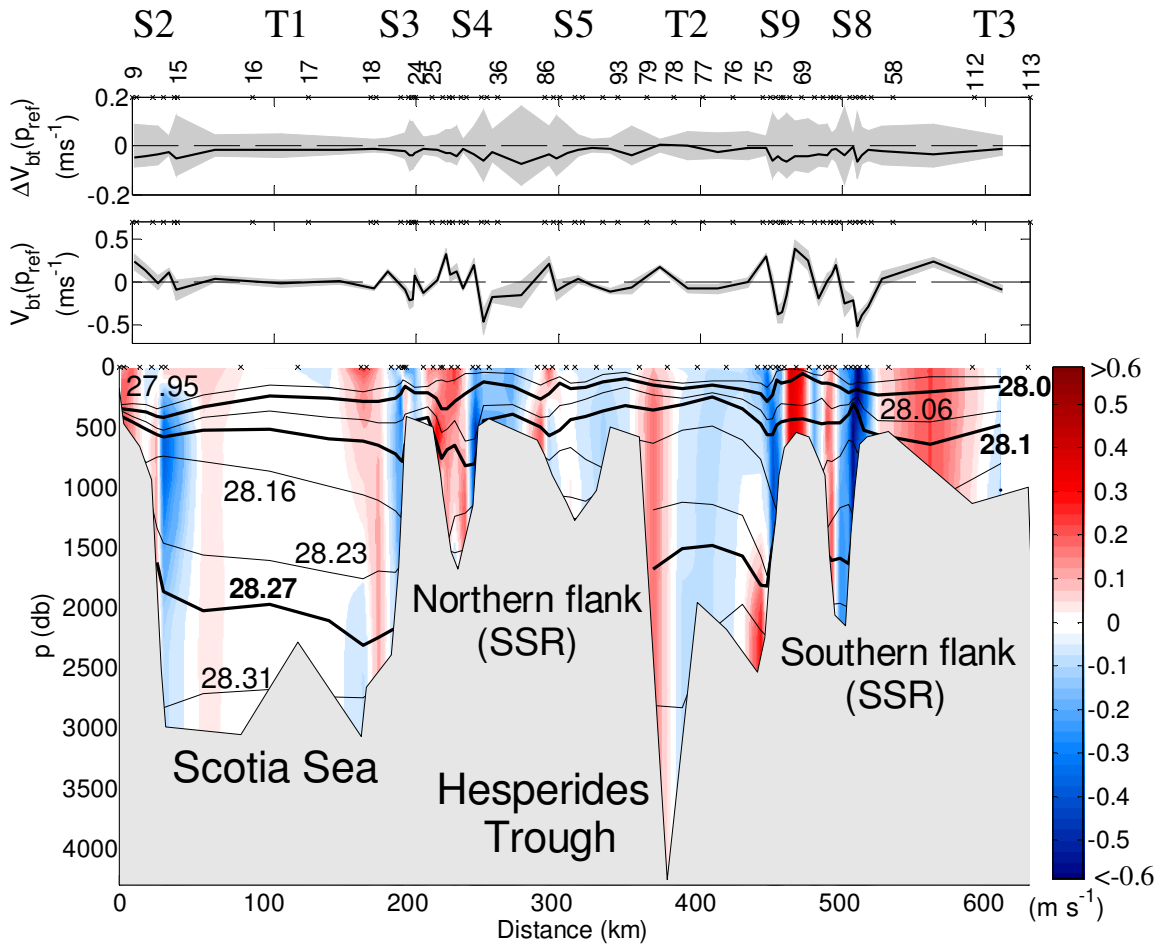 S2 T1 S3 S4 S5 T2 S9 S8 T3
9 15 16 17 18 24 25 36 86 93 79 78 77 76 75 69 58 112 113
0.2
0
-0.2
ΔV_bt(p_ref)
(ms⁻¹)
0.5
0
-0.5
V_bt(p_ref)
(ms⁻¹)
0
500
1000
1500
2000
2500
3000
3500
4000
p (db)
27.95
28.0
28.06
28.1
28.16
28.23
28.27
28.31
Northern flank
(SSR)
Southern flank
(SSR)
Scotia Sea
Hesperides
Trough
0 100 200 300 400 500 600
Distance (km)
>0.6
0.5
0.4
0.3
0.2
0.1
0
-0.1
-0.2
-0.3
-0.4
-0.5
<-0.6
(m s⁻¹)